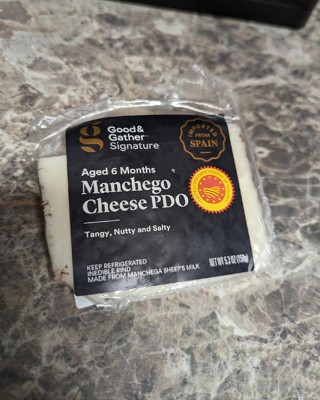 Good&
Gather™
Signature
IMPORTED
FROM
SPAIN
Aged 6 Months
Manchego
Cheese PDO
Tangy, Nutty and Salty
KEEP REFRIGERATED
INEDIBLE RIND
MADE FROM MANCHEGA SHEEP'S MILK
NET WT 5.3 OZ (150g)